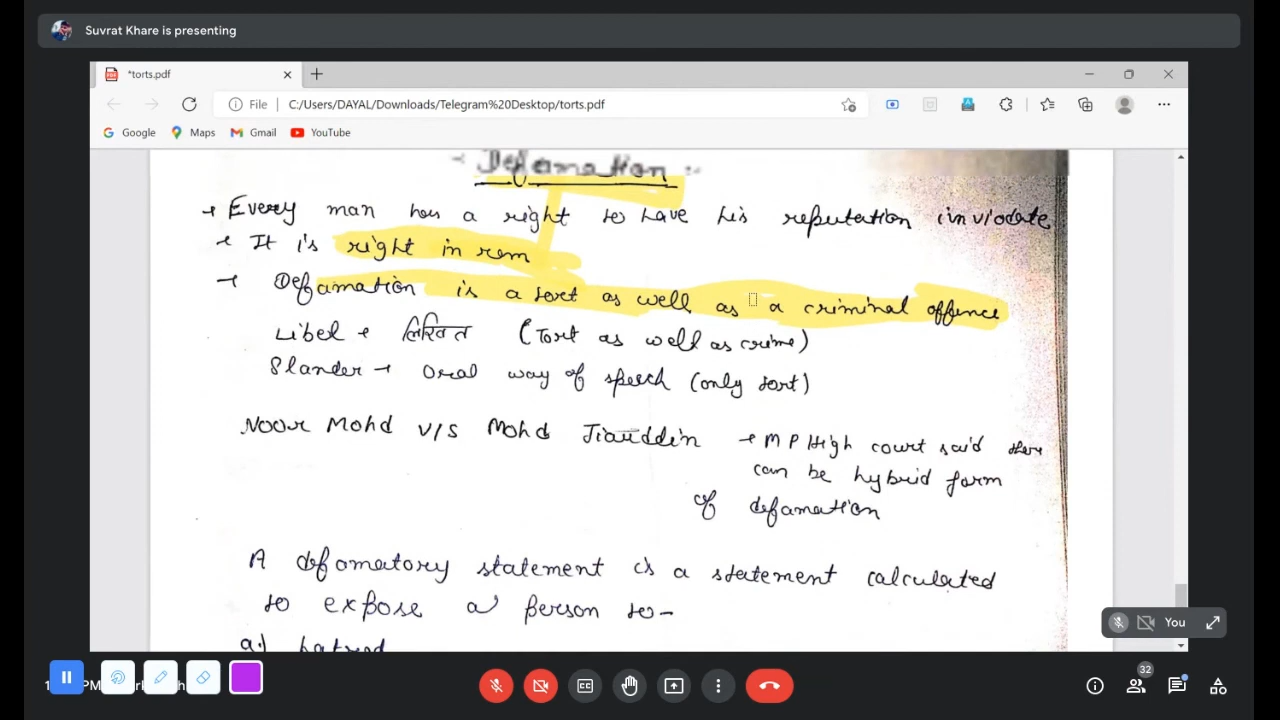 Suvrat Khare is presenting
*torts.pdf
File
C:/Users/DAYAL/Downloads/Telegram%20Desktop/torts.pdf
Google Maps Gmail YouTube
Defamation
Every man has a right to have his reputation inviolate
It is right in rem
Defamation is a tort as well as a criminal offence
Libel → लिखित (Tort as well as crime)
Slander → Oral way of speech (only tort)
Noor Mohd V/S Mohd Jiauddin → MP High court said there
can be hybrid form
of defamation
A defamatory statement is a statement calculated
to expose a person to-
a.) hatred
You
32